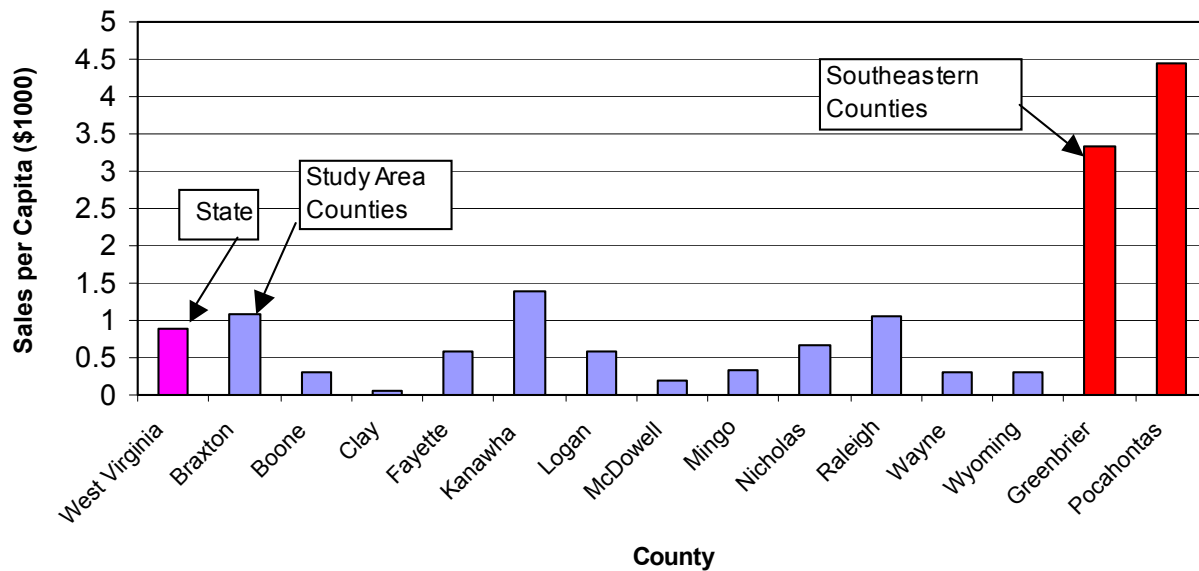 Sales per Capita ($1000)
5
4.5
4
3.5
3
2.5
2
1.5
1
0.5
0
State
Study Area
Counties
Southeastern
Counties
West Virginia
Braxton
Boone
Clay
Fayette
Kanawha
Logan
McDowell
Mingo
Nicholas
Raleigh
Wayne
Wyoming
Greenbrier
Pocahontas
County